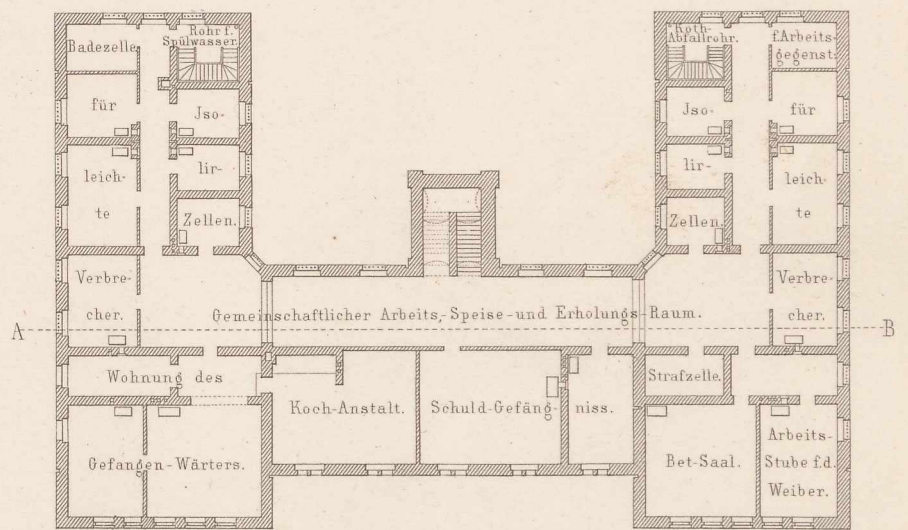 Badezelle
Rohr f.
Spülwasser.
für
Jso-
leich-
lir-
te
Zellen.
Verbre-
cher.
Koth-
Abfallrohr.
f. Arbeits
gegenst.
Jso-
für
lir-
leich-
te
Zellen.
Verbre-
cher.
A
Gemeinschaftlicher Arbeits,-Speise-und Erholungs-Raum.
B
Wohnung des
Gefangen-Wärters.
Koch-Anstalt.
Schuld-Gefäng-
niss.
Strafzelle.
Bet-Saal.
Arbeits-
Stube f.d.
Weiber.